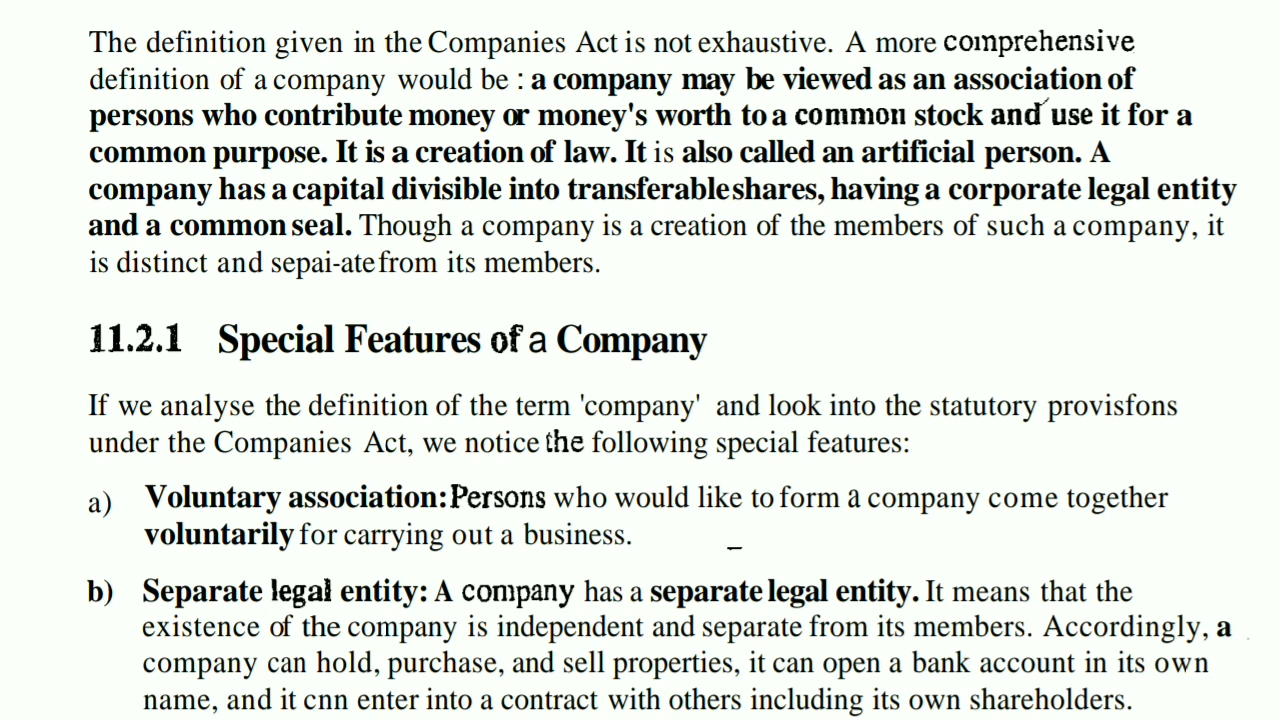 The definition given in the Companies Act is not exhaustive. A more comprehensive
definition of a company would be : a company may be viewed as an association of
persons who contribute money or money's worth to a common stock and use it for a
common purpose. It is a creation of law. It is also called an artificial person. A
company has a capital divisible into transferable shares, having a corporate legal entity
and a common seal. Though a company is a creation of the members of such a company, it
is distinct and sepai-ate from its members.
11.2.1 Special Features of a Company
If we analyse the definition of the term 'company' and look into the statutory provisfons
under the Companies Act, we notice the following special features:
a) Voluntary association: Persons who would like to form a company come together
voluntarily for carrying out a business.
b) Separate legal entity: A company has a separate legal entity. It means that the
existence of the company is independent and separate from its members. Accordingly, a
company can hold, purchase, and sell properties, it can open a bank account in its own
name, and it cnn enter into a contract with others including its own shareholders.